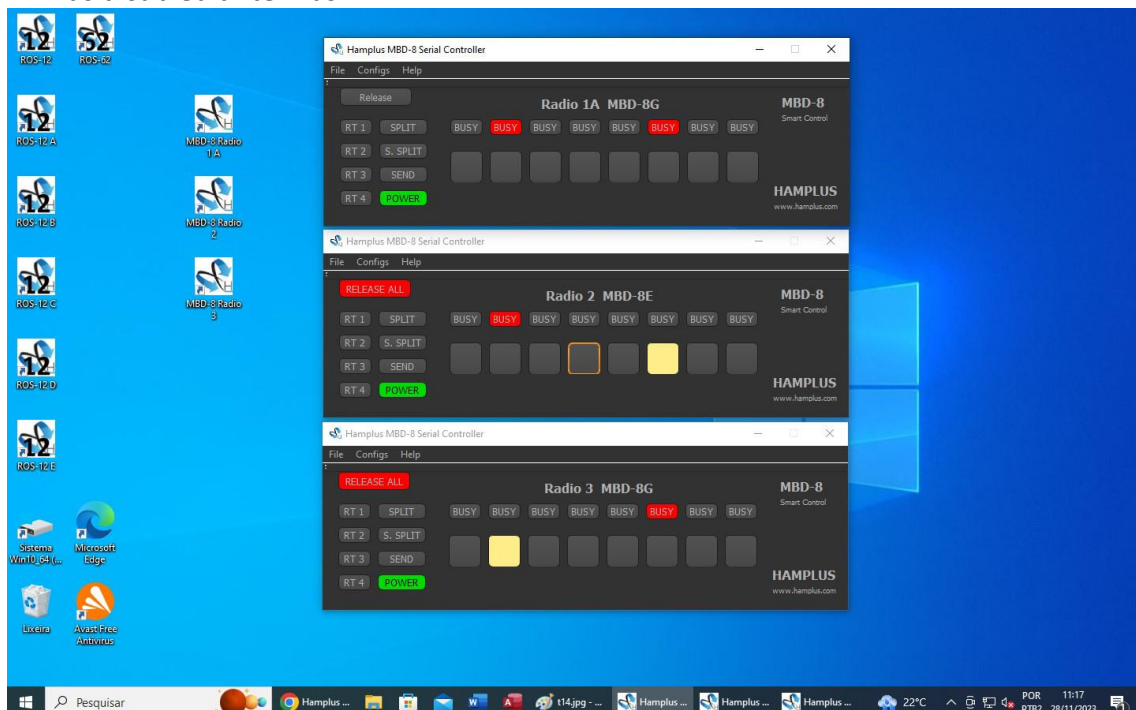 ROS-12
ROS-62
ROS-12 A
MBD-8 Radio
1 A
ROS-12 B
MBD-8 Radio
2
ROS-12 C
MBD-8 Radio
3
ROS-12 D
ROS-12 E
Sistema
Win10_64 (...
Microsoft
Edge
Lixeira
Avast Free
Antivirus
Hamplus MBD-8 Serial Controller
File Configs Help
Release
Radio 1A MBD-8G
MBD-8
Smart Control
RT 1 SPLIT BUSY BUSY BUSY BUSY BUSY BUSY BUSY BUSY
RT 2 S. SPLIT
RT 3 SEND
RT 4 POWER
HAMPLUS
www.hamplus.com
Hamplus MBD-8 Serial Controller
File Configs Help
RELEASE ALL
Radio 2 MBD-8E
MBD-8
Smart Control
RT 1 SPLIT BUSY BUSY BUSY BUSY BUSY BUSY BUSY BUSY
RT 2 S. SPLIT
RT 3 SEND
RT 4 POWER
HAMPLUS
www.hamplus.com
Hamplus MBD-8 Serial Controller
File Configs Help
RELEASE ALL
Radio 3 MBD-8G
MBD-8
Smart Control
RT 1 SPLIT BUSY BUSY BUSY BUSY BUSY BUSY BUSY BUSY
RT 2 S. SPLIT
RT 3 SEND
RT 4 POWER
HAMPLUS
www.hamplus.com
Pesquisar
Hamplus ...
t14.jpg - ...
Hamplus ...
Hamplus ...
Hamplus ...
22°C
POR 11:17
PTB2 28/11/2023